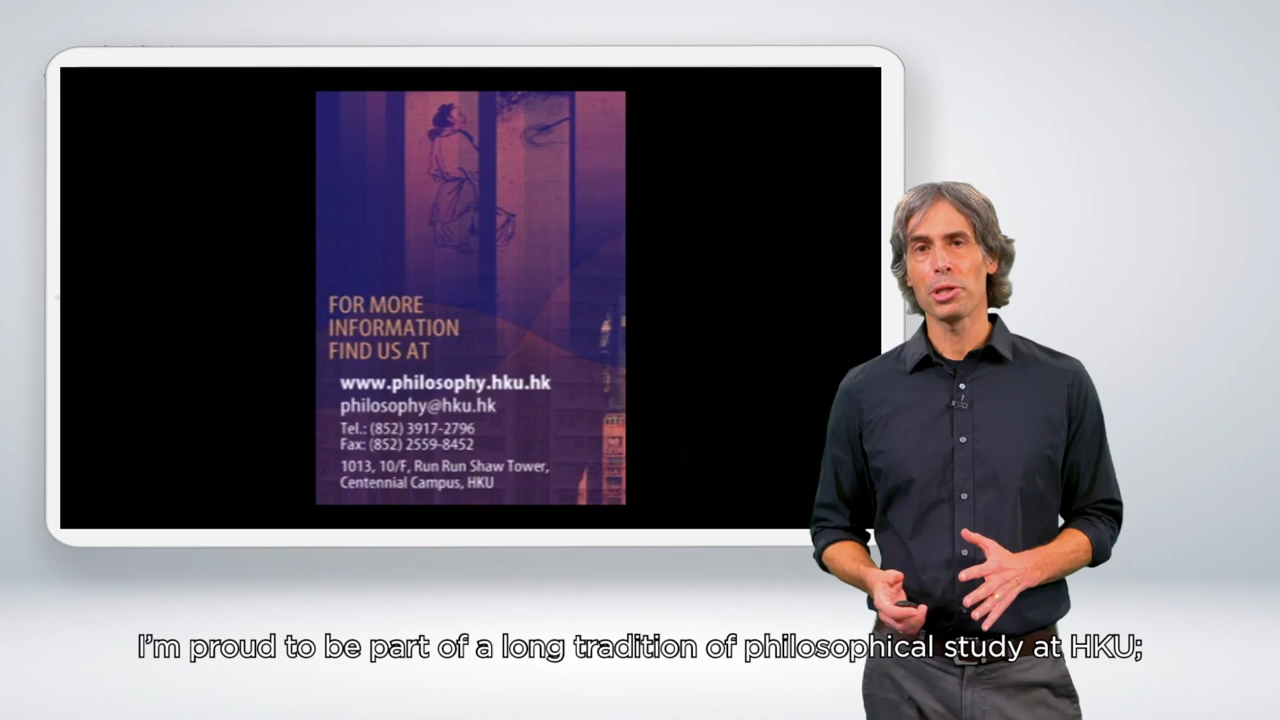 FOR MORE
INFORMATION
FIND US AT
www.philosophy.hku.hk
philosophy@hku.hk
Tel.: (852) 3917-2796
Fax: (852) 2559-8452
1013, 10/F, Run Run Shaw Tower,
Centennial Campus, HKU
I'm proud to be part of a long tradition of philosophical study at HKU;